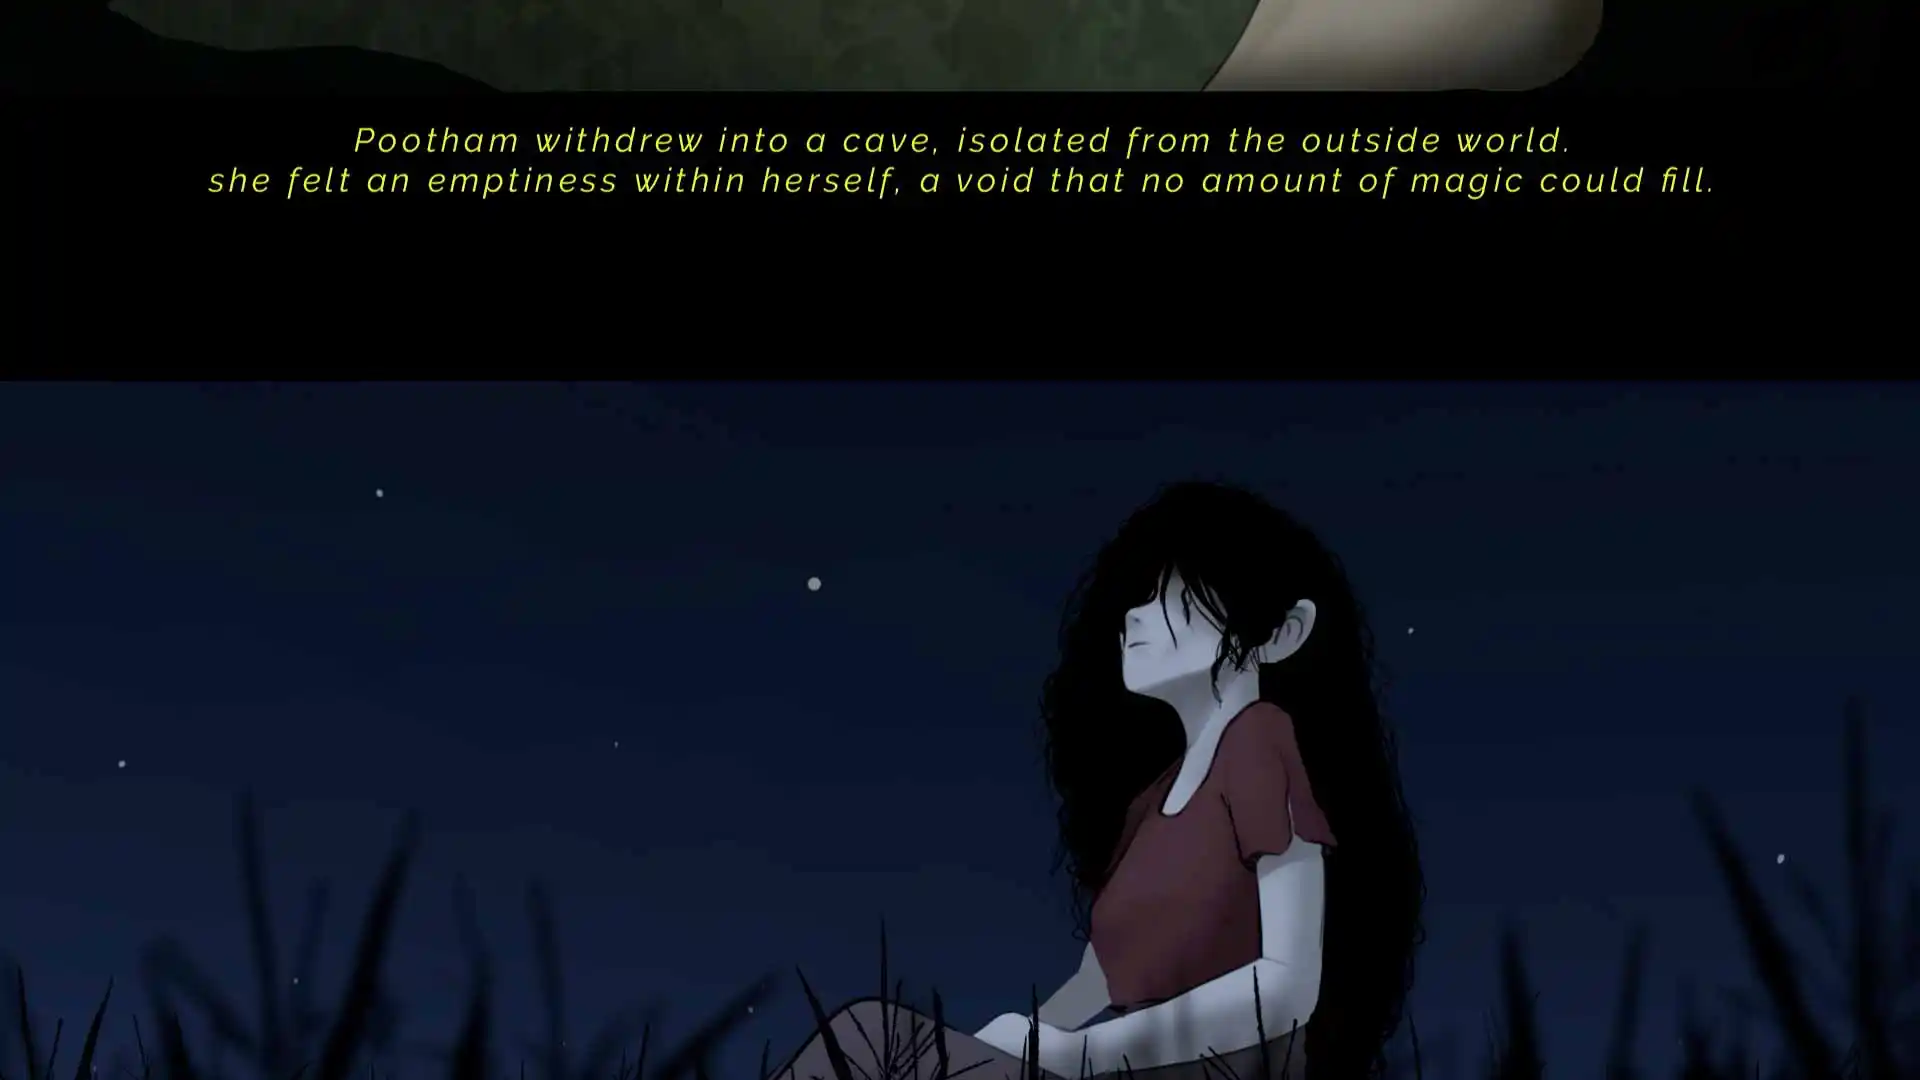 Pootham withdrew into a cave, isolated from the outside world.
she felt an emptiness within herself, a void that no amount of magic could fill.